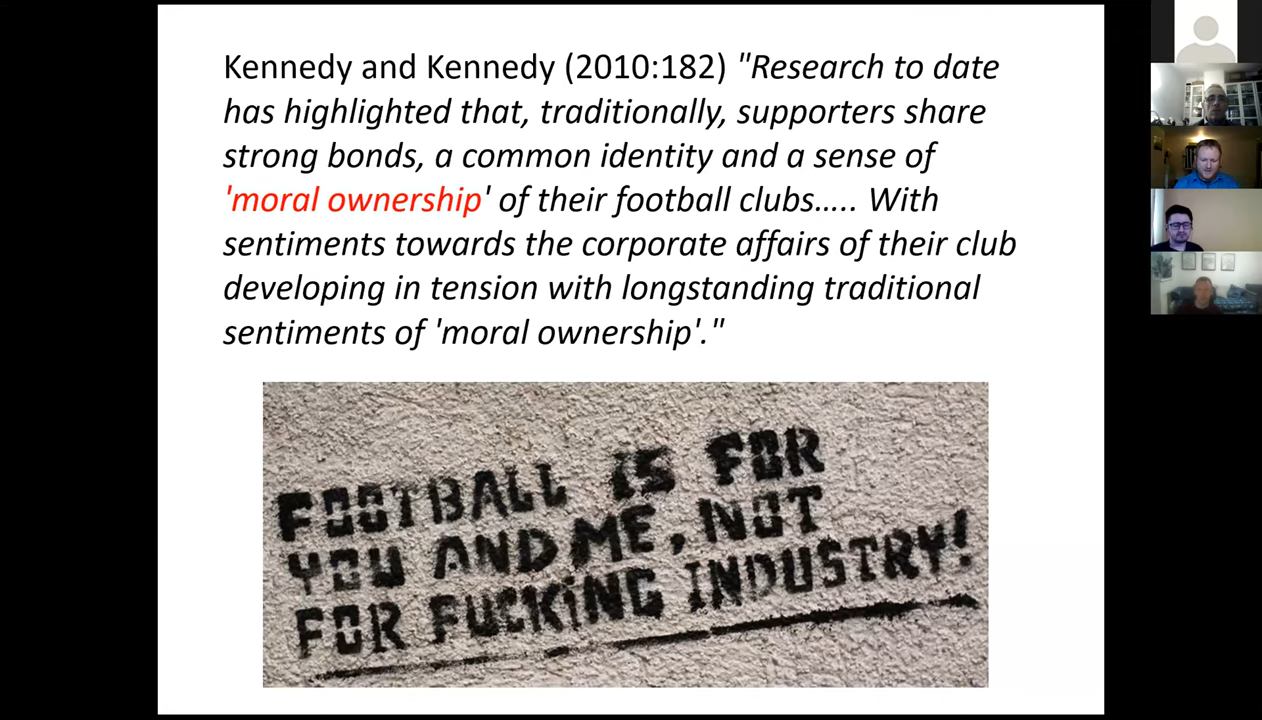 Kennedy and Kennedy (2010:182) "Research to date
has highlighted that, traditionally, supporters share
strong bonds, a common identity and a sense of
'moral ownership' of their football clubs….. With
sentiments towards the corporate affairs of their club
developing in tension with longstanding traditional
sentiments of 'moral ownership'."
FOOTBALL IS FOR
YOU AND ME, NOT
FOR FUCKiNG INDUSTRY!